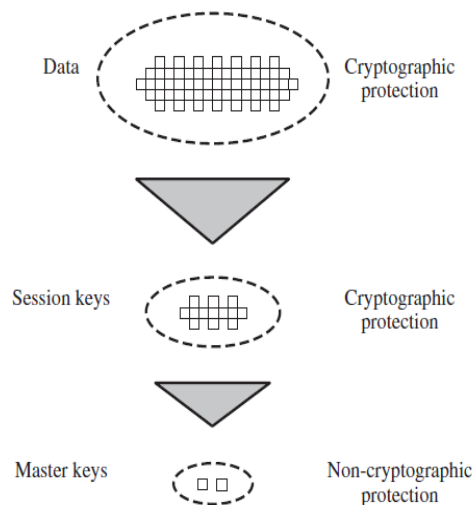 Data
Cryptographic
protection
Session keys
Cryptographic
protection
Master keys
Non-cryptographic
protection